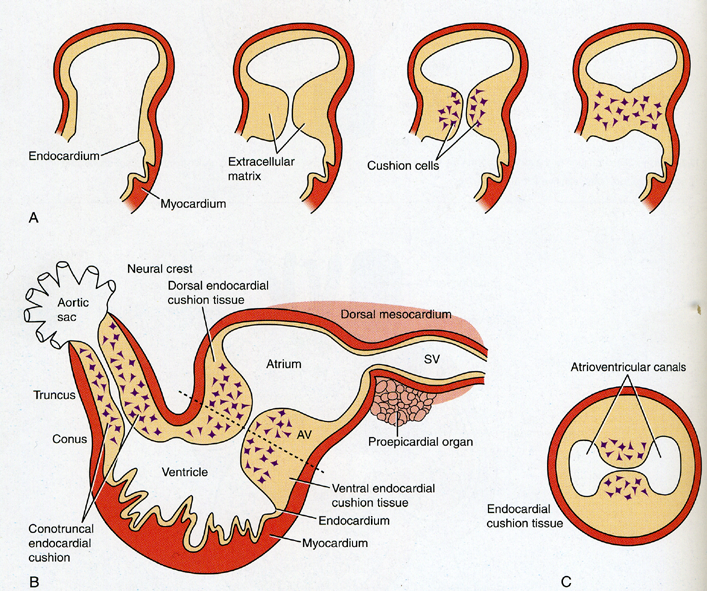 Endocardium
Myocardium
Extracellular
matrix
Cushion cells
A
Neural crest
Dorsal endocardial
cushion tissue
Aortic
sac
Dorsal mesocardium
Atrium
SV
Truncus
Conus
AV
Proepicardial organ
Ventricle
Ventral endocardial
cushion tissue
Endocardium
Myocardium
Conotruncal
endocardial
cushion
B
Atrioventricular canals
Endocardial
cushion tissue
C